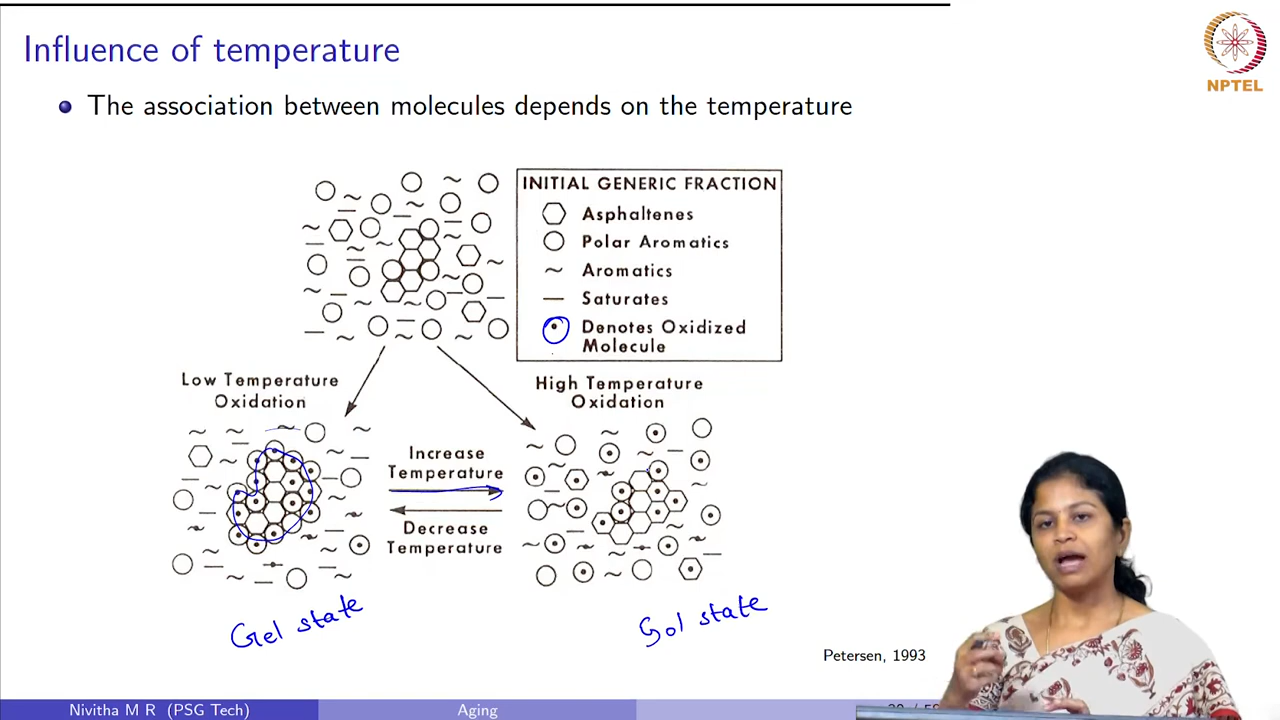 Influence of temperature
NPTEL
The association between molecules depends on the temperature
INITIAL GENERIC FRACTION
Asphaltenes
Polar Aromatics
Aromatics
Saturates
Denotes Oxidized
Molecule
Low Temperature
Oxidation
High Temperature
Oxidation
Increase
Temperature
Decrease
Temperature
Gel state
Sol state
Petersen, 1993
Nivitha M R (PSG Tech)
Aging